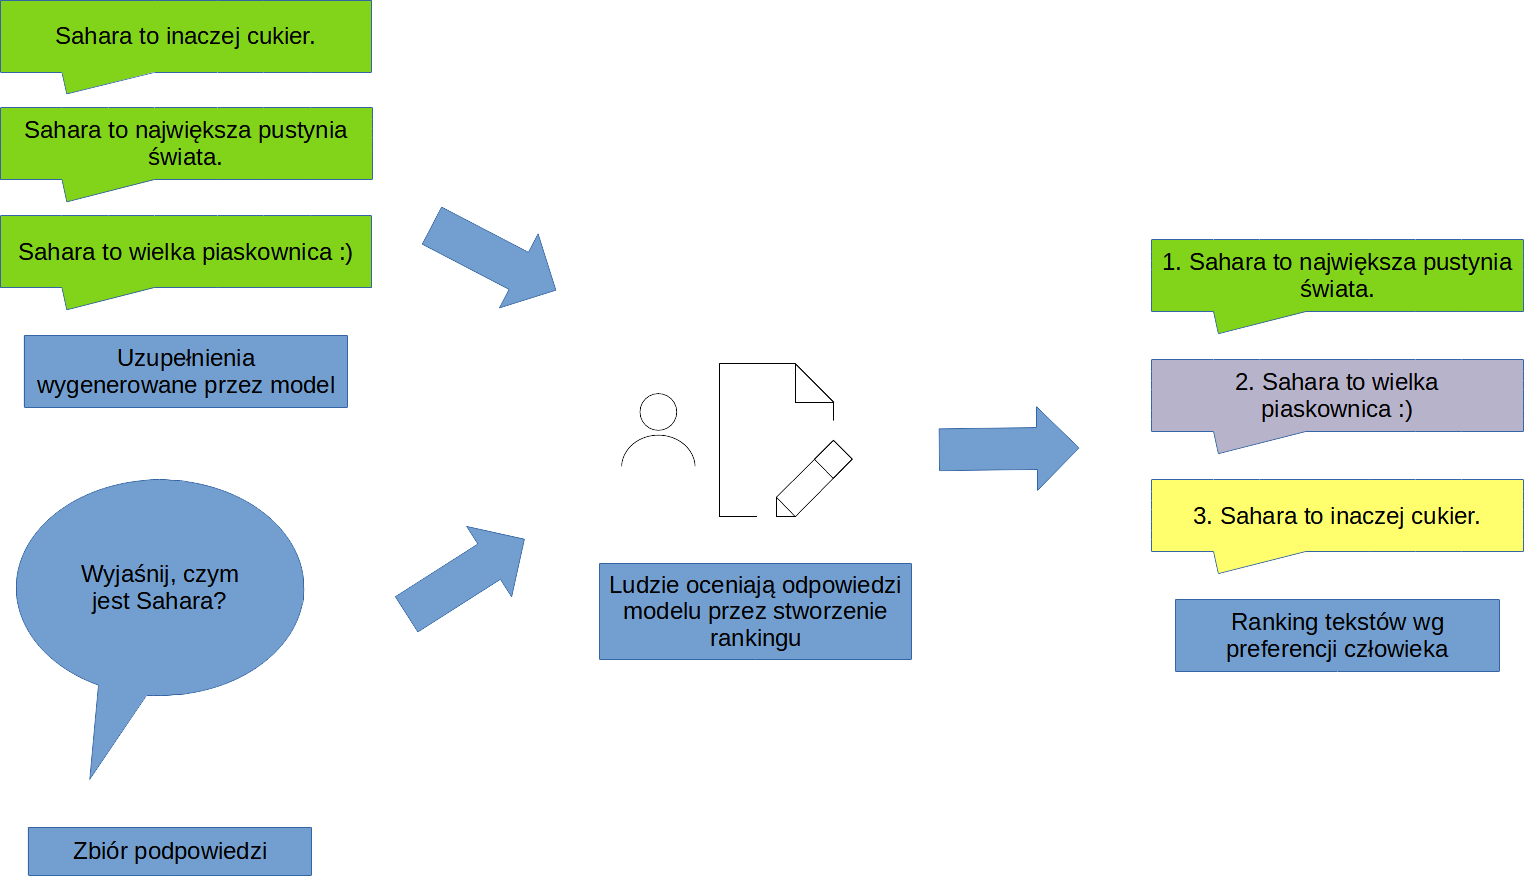 Sahara to inaczej cukier.
Sahara to największa pustynia
świata.
Sahara to wielka piaskownica :)
Uzupełnienia
wygenerowane przez model
Wyjaśnij, czym
jest Sahara?
Zbiór podpowiedzi
Ludzie oceniają odpowiedzi
modelu przez stworzenie
rankingu
1. Sahara to największa pustynia
świata.
2. Sahara to wielka
piaskownica :)
3. Sahara to inaczej cukier.
Ranking tekstów wg
preferencji człowieka